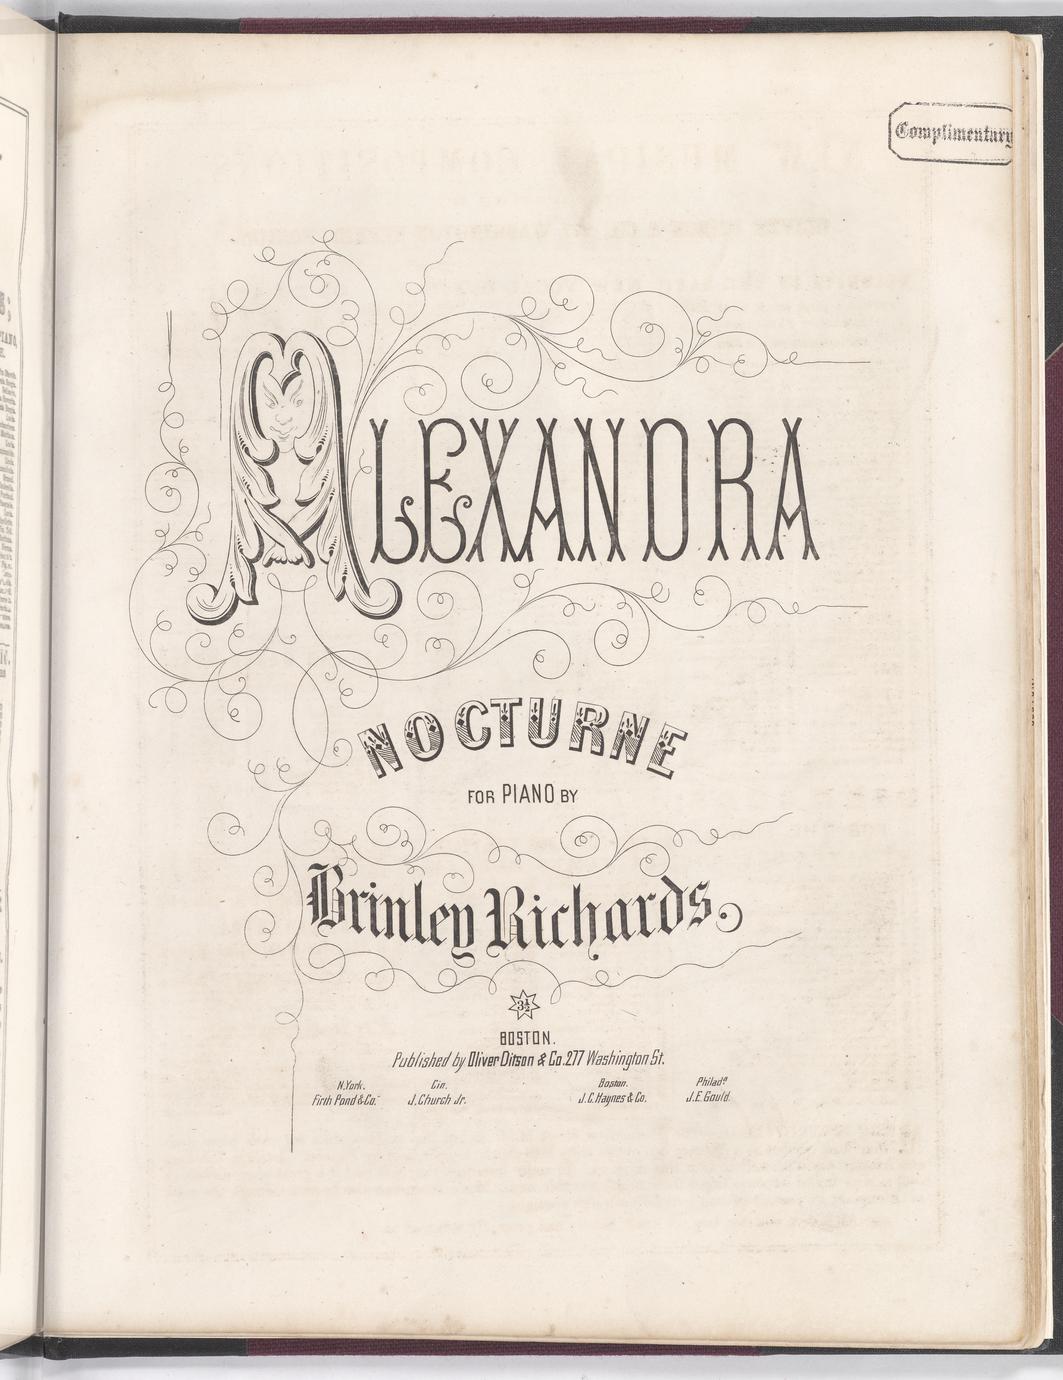 Complimentary
ALEXANDRA
NOCTURNE
FOR PIANO BY
Brinley Richards.
3½
BOSTON.
Published by Oliver Ditson & Co. 277 Washington St.
N. York. Cin. Boston. Philada
Firth Pond & Co. J. Church Jr. J. C. Haynes & Co. J. E. Gould.